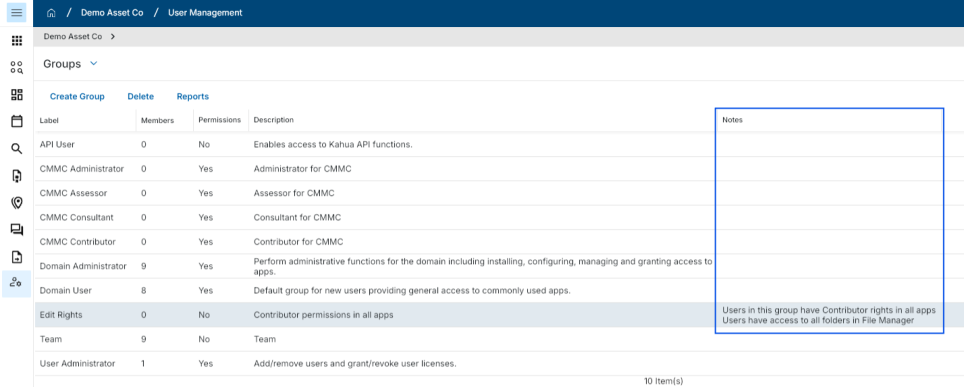 / Demo Asset Co / User Management
Demo Asset Co >
Groups
Create Group Delete Reports
Label Members Permissions Description Notes
API User 0 No Enables access to Kahua API functions.
CMMC Administrator 0 Yes Administrator for CMMC
CMMC Assessor 0 Yes Assessor for CMMC
CMMC Consultant 0 Yes Consultant for CMMC
CMMC Contributor 0 Yes Contributor for CMMC
Domain Administrator 9 Yes Perform administrative functions for the domain including installing, configuring, managing and granting access to
apps.
Domain User 8 Yes Default group for new users providing general access to commonly used apps.
Edit Rights 0 No Contributor permissions in all apps Users in this group have Contributor rights in all apps
Users have access to all folders in File Manager
Team 9 No Team
User Administrator 1 Yes Add/remove users and grant/revoke user licenses.
10 Item(s)